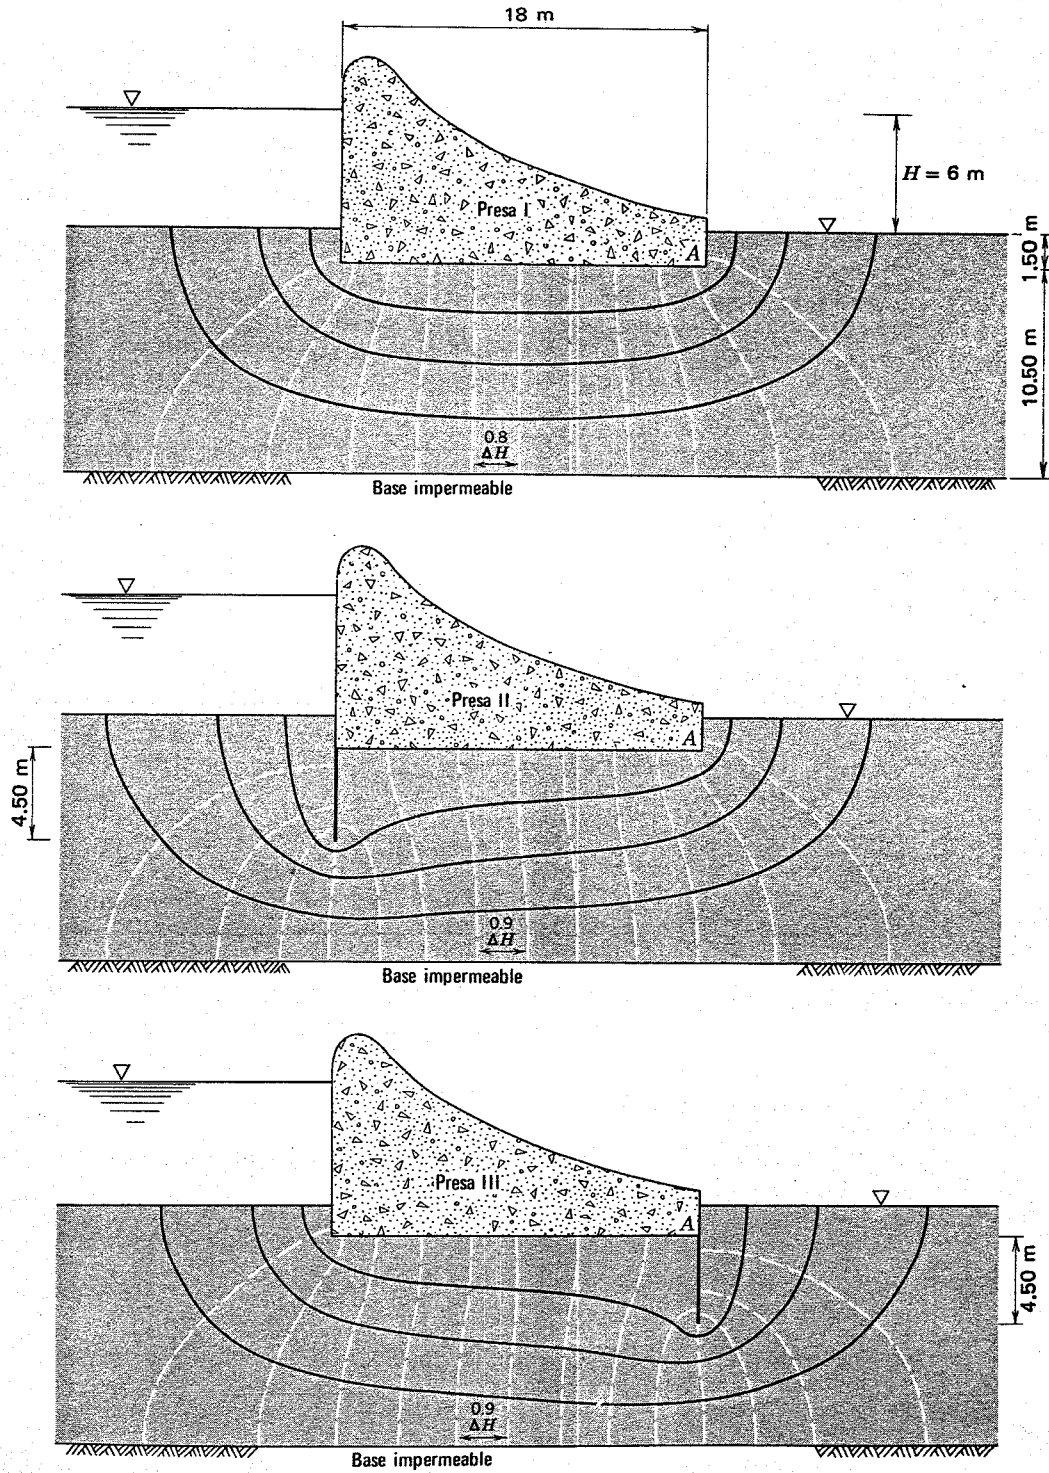 18 m
H = 6 m
Presa I
A
1.50 m
10.50 m
0.8
ΔH
Base impermeable
Presa II
A
4.50 m
0.9
ΔH
Base impermeable
Presa III
A
4.50 m
0.9
ΔH
Base impermeable